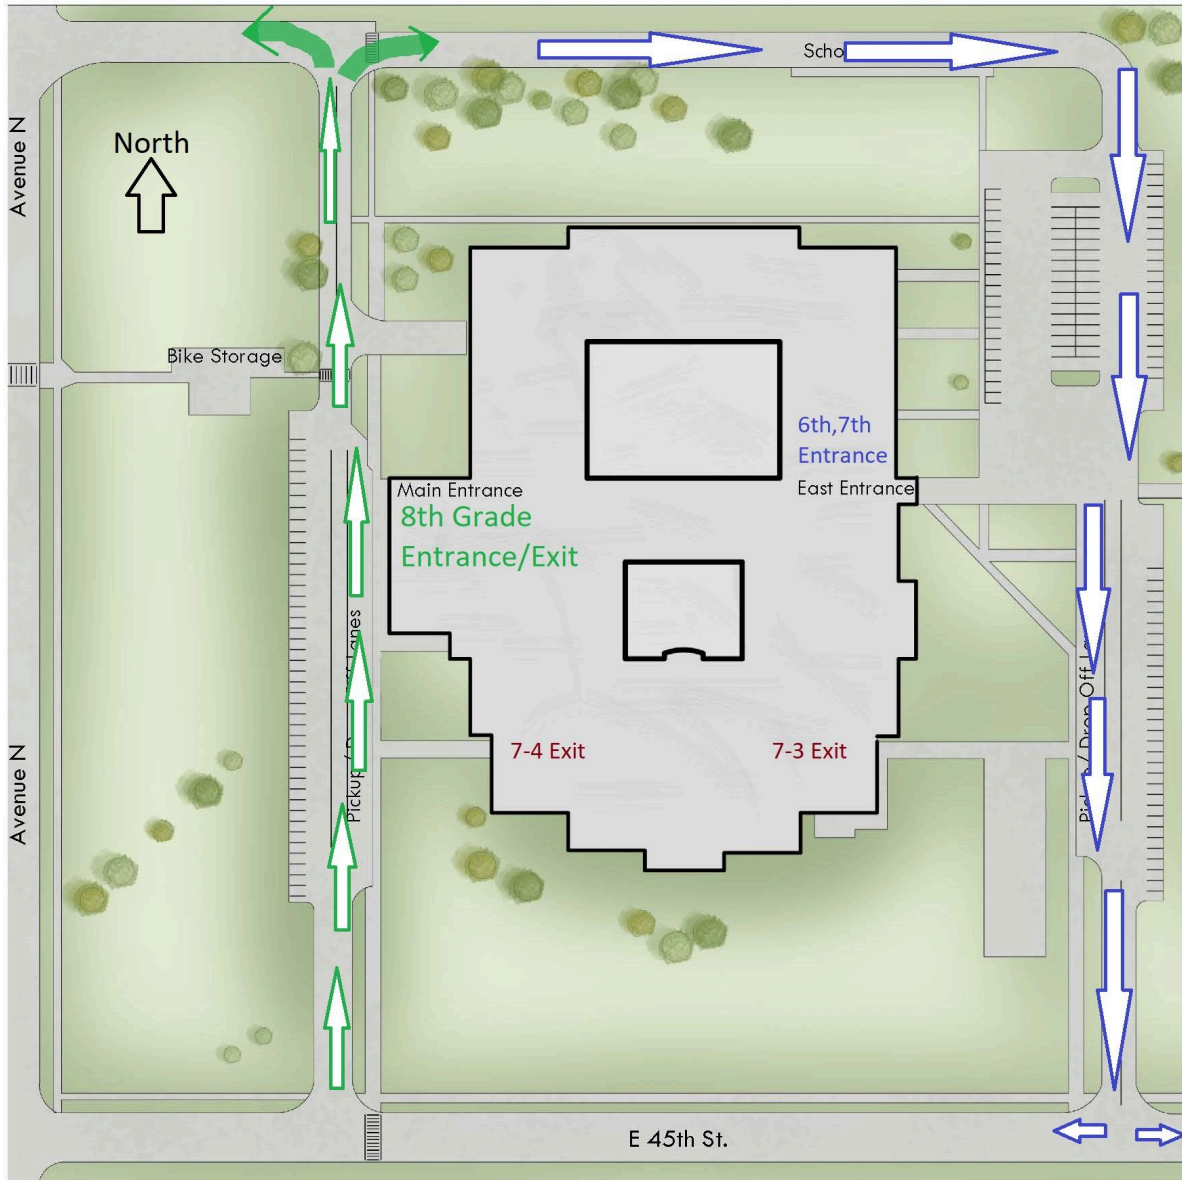 Scho
Avenue N
North
Bike Storage
6th,7th
Entrance
Main Entrance
East Entrance
8th Grade
Entrance/Exit
7-4 Exit
7-3 Exit
Avenue N
E 45th St.